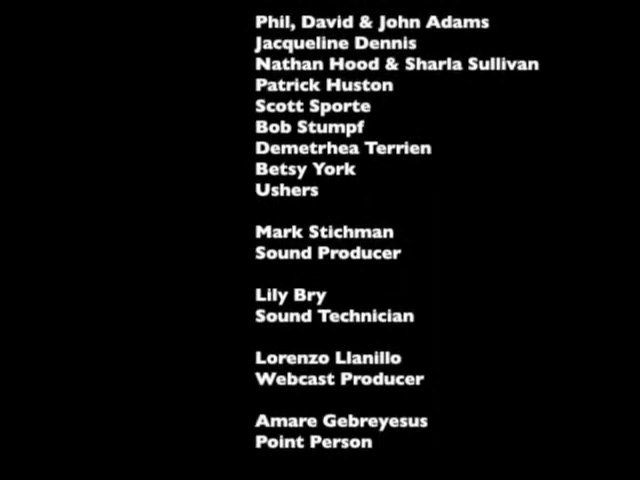 Phil, David & John Adams
Jacqueline Dennis
Nathan Hood & Sharla Sullivan
Patrick Huston
Scott Sporte
Bob Stumpf
Demetrhea Terrien
Betsy York
Ushers
Mark Stichman
Sound Producer
Lily Bry
Sound Technician
Lorenzo Llanillo
Webcast Producer
Amare Gebreyesus
Point Person